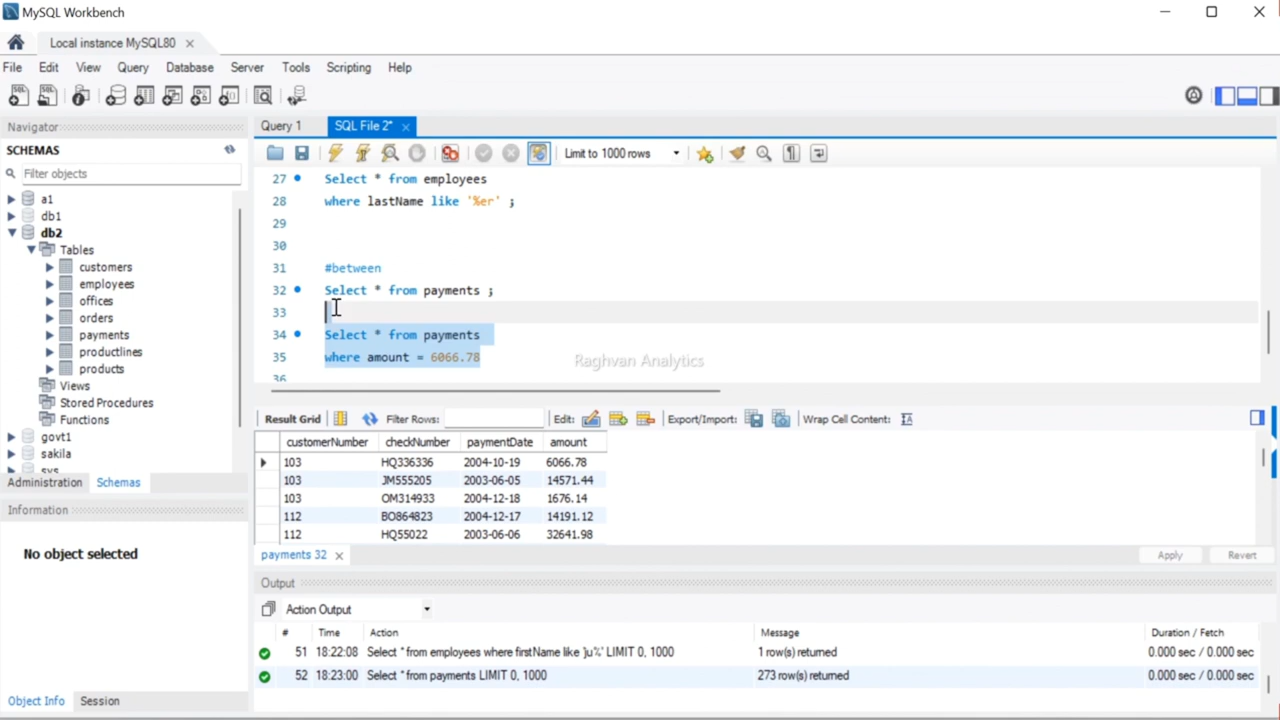 MySQL Workbench
Local instance MySQL80
File Edit View Query Database Server Tools Scripting Help
Navigator
SCHEMAS
Filter objects
a1
db1
db2
Tables
customers
employees
offices
orders
payments
productlines
products
Views
Stored Procedures
Functions
govt1
sakila
sys
Administration Schemas
Information
No object selected
Object Info Session
Query 1 SQL File 2*
Limit to 1000 rows
27 Select * from employees
28 where lastName like '%er' ;
29
30
31 #between
32 Select * from payments ;
33
34 Select * from payments
35 where amount = 6066.78
36
Raghvan Analytics
Result Grid Filter Rows: Edit: Export/Import: Wrap Cell Content:
customerNumber checkNumber paymentDate amount
103 HQ336336 2004-10-19 6066.78
103 JM555205 2003-06-05 14571.44
103 OM314933 2004-12-18 1676.14
112 BO864823 2004-12-17 14191.12
112 HQ55022 2003-06-06 32641.98
payments 32 Apply Revert
Output
Action Output
# Time Action Message Duration / Fetch
51 18:22:08 Select * from employees where firstName like 'ju%' LIMIT 0, 1000 1 row(s) returned 0.000 sec / 0.000 sec
52 18:23:00 Select * from payments LIMIT 0, 1000 273 row(s) returned 0.000 sec / 0.000 sec